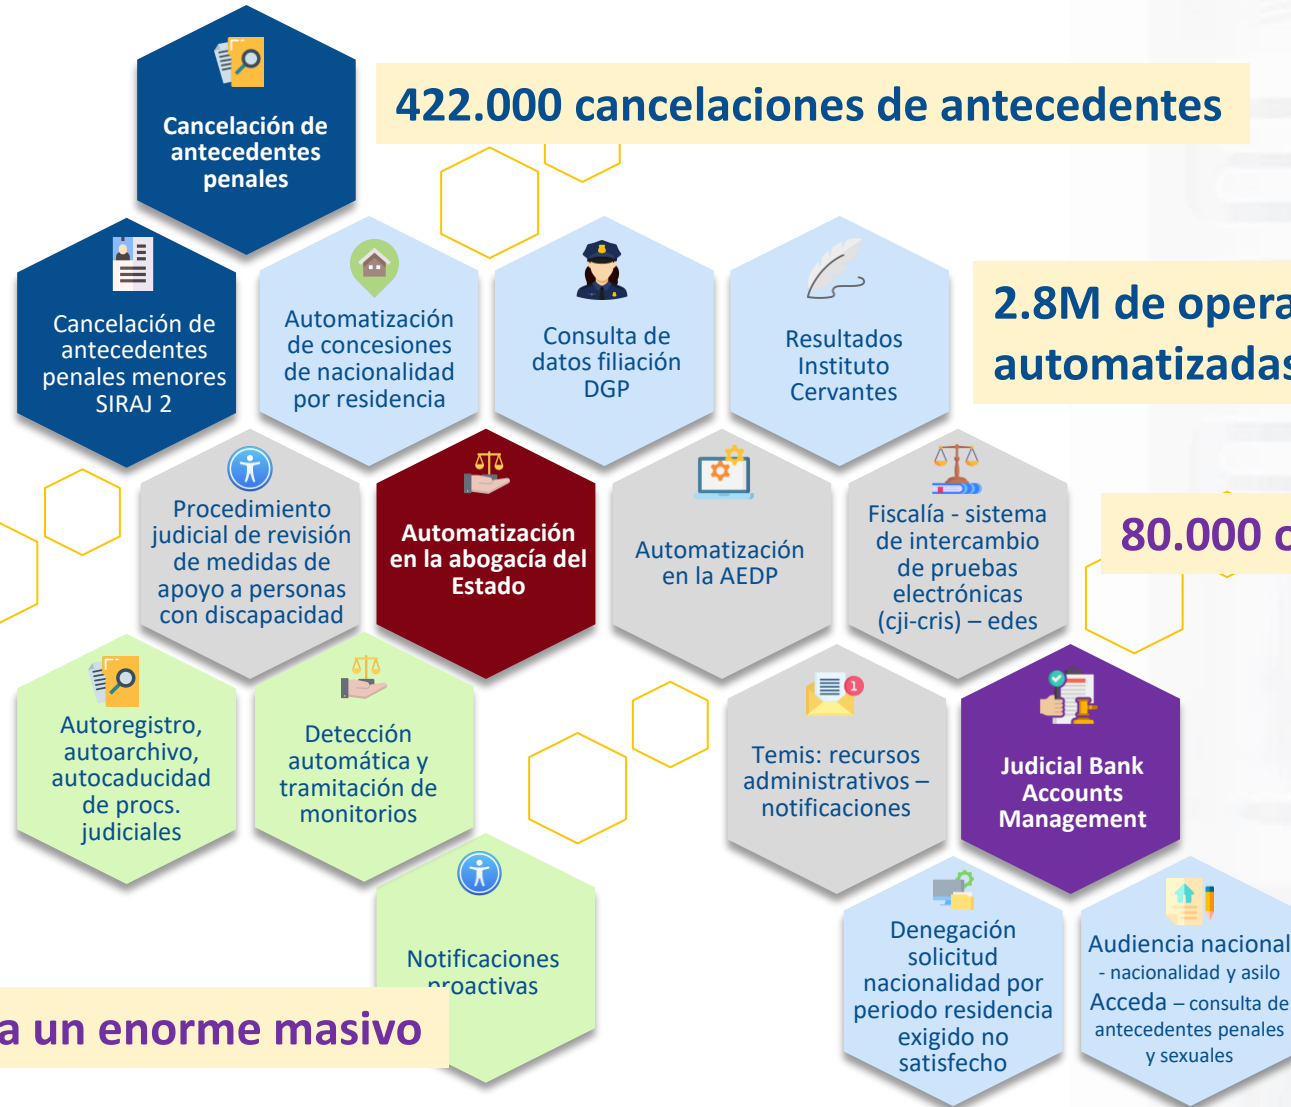 Cancelación de
antecedentes
penales
422.000 cancelaciones de antecedentes
Cancelación de
antecedentes
penales menores
SIRAJ 2
Automatización
de concesiones
de nacionalidad
por residencia
Consulta de
datos filiación
DGP
Resultados
Instituto
Cervantes
2.8M de opera
automatizadas
Procedimiento
judicial de revisión
de medidas de
apoyo a personas
con discapacidad
Automatización
en la abogacía del
Estado
Automatización
en la AEDP
Fiscalía - sistema
de intercambio
de pruebas
electrónicas
(cji-cris) – edes
80.000 o
Autoregistro,
autoarchivo,
autocaducidad
de procs.
judiciales
Detección
automática y
tramitación de
monitorios
1
Temis: recursos
administrativos –
notificaciones
Judicial Bank
Accounts
Management
Notificaciones
proactivas
a un enorme masivo
Denegación
solicitud
nacionalidad por
periodo residencia
exigido no
satisfecho
Audiencia nacional
- nacionalidad y asilo
Acceda – consulta de
antecedentes penales
y sexuales